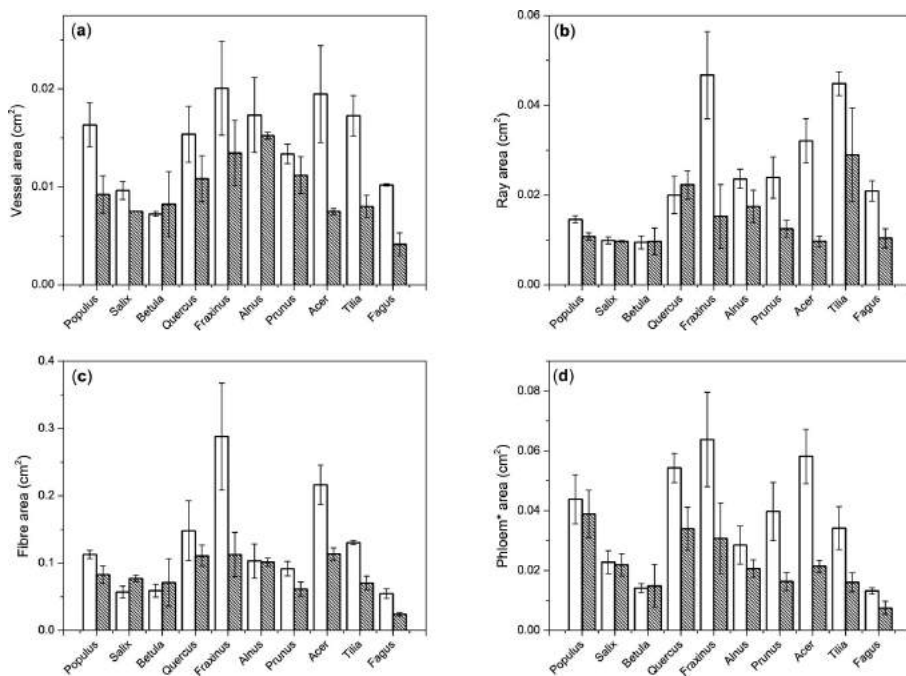 (a)
Vessel area (cm²)
0.02
0.01
0.00
Populus
Salix
Betula
Quercus
Fraxinus
Alnus
Prunus
Acer
Tilia
Fagus
(b)
Ray area (cm²)
0.06
0.04
0.02
0.00
Populus
Salix
Betula
Quercus
Fraxinus
Alnus
Prunus
Acer
Tilia
Fagus
(c)
Fibre area (cm²)
0.4
0.3
0.2
0.1
0.0
Populus
Salix
Betula
Quercus
Fraxinus
Alnus
Prunus
Acer
Tilia
Fagus
(d)
Phloem* area (cm²)
0.08
0.06
0.04
0.02
0.00
Populus
Salix
Betula
Quercus
Fraxinus
Alnus
Prunus
Acer
Tilia
Fagus